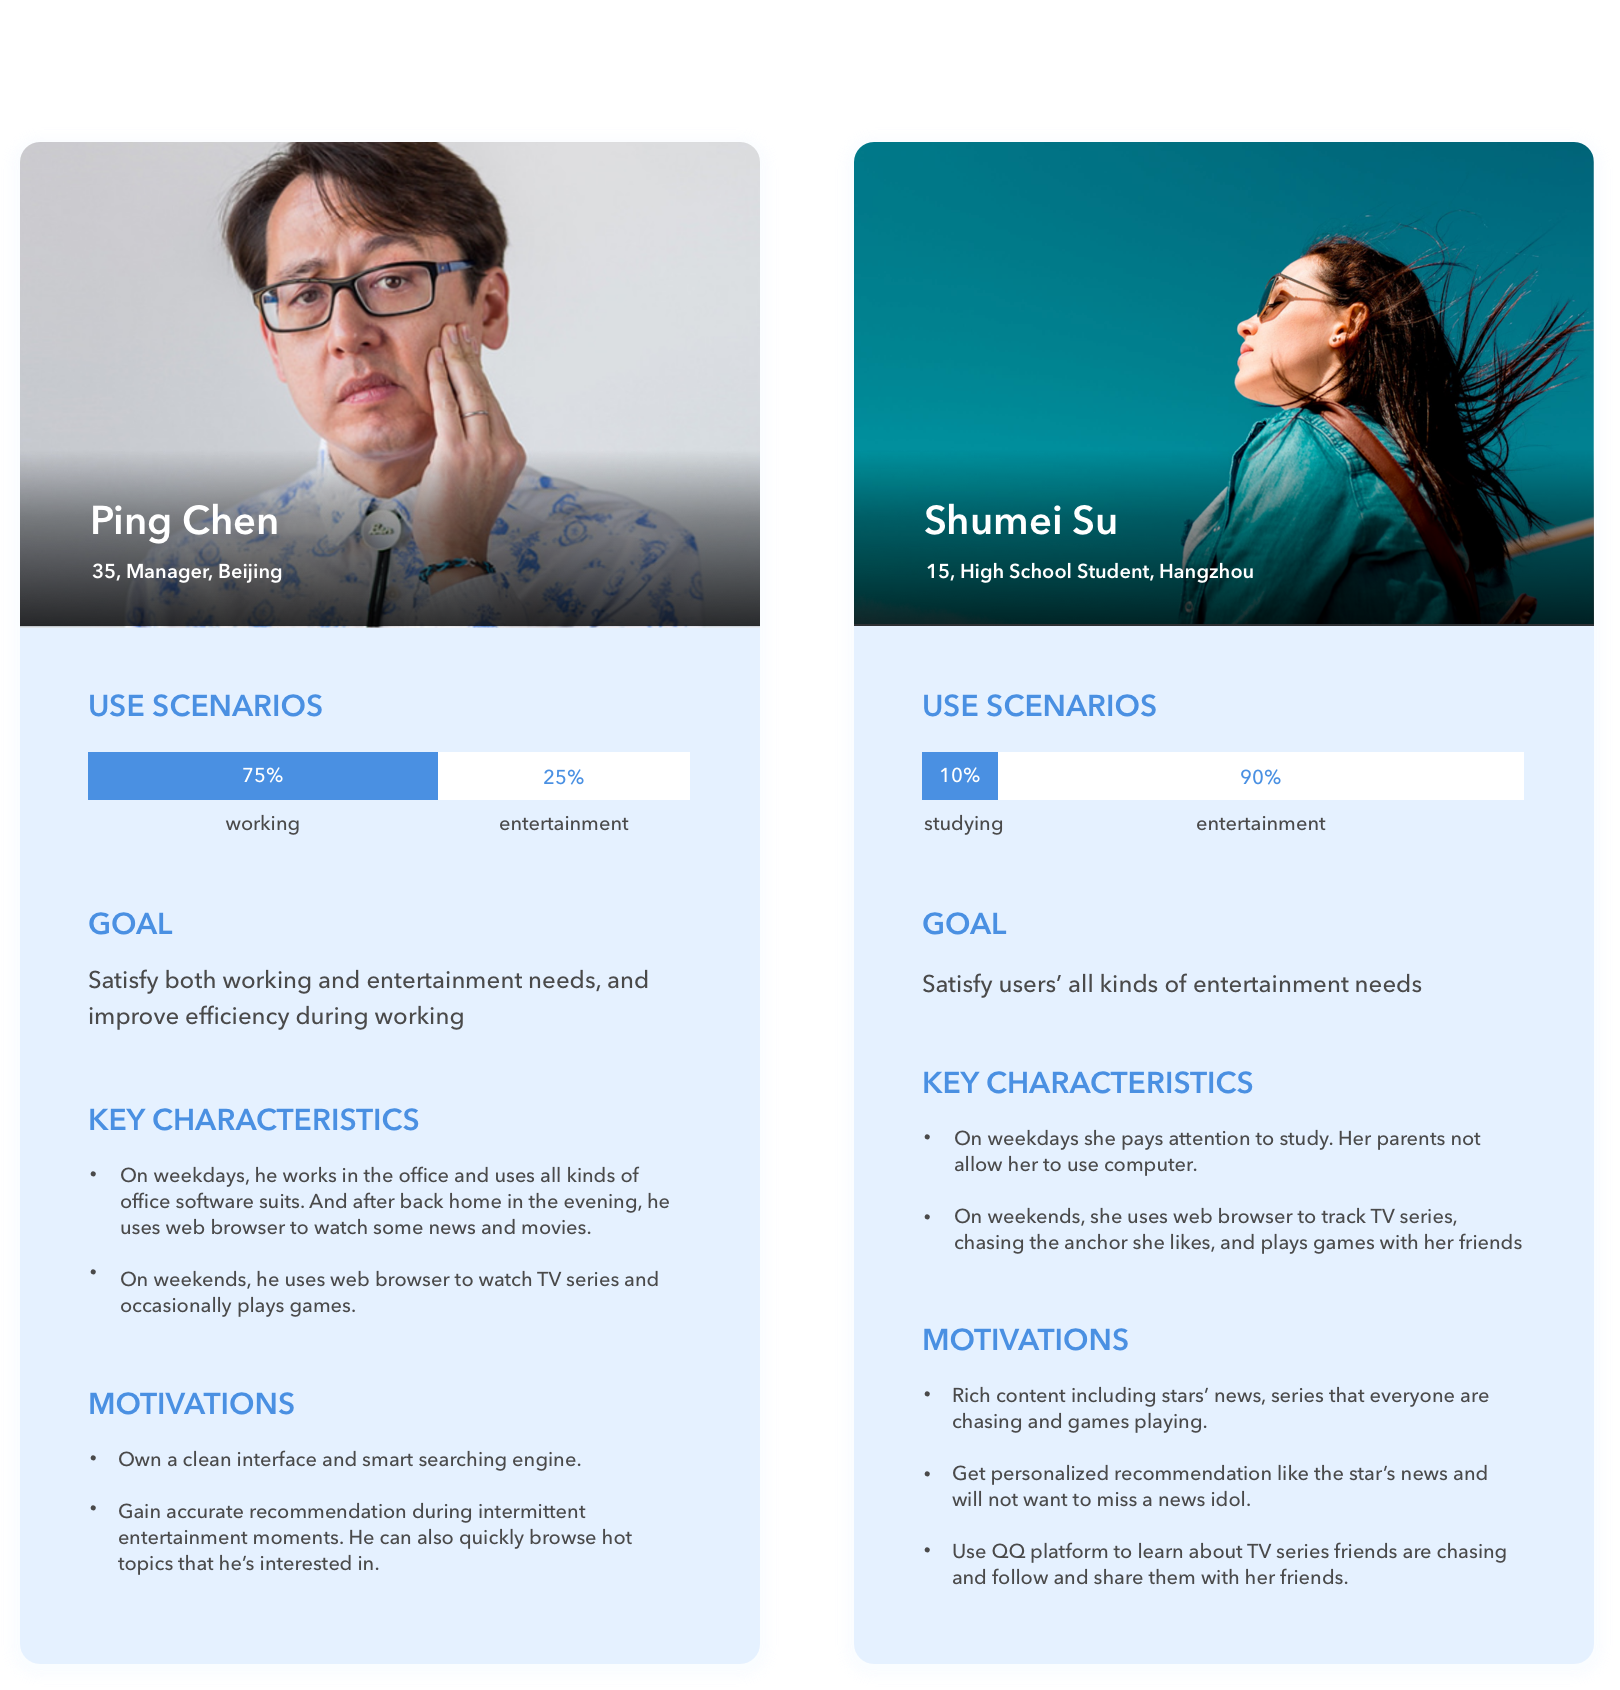 Ping Chen
35, Manager, Beijing
USE SCENARIOS
75%
25%
working
entertainment
GOAL
Satisfy both working and entertainment needs, and
improve efficiency during working
KEY CHARACTERISTICS
• On weekdays, he works in the office and uses all kinds of
office software suits. And after back home in the evening, he
uses web browser to watch some news and movies.
• On weekends, he uses web browser to watch TV series and
occasionally plays games.
MOTIVATIONS
• Own a clean interface and smart searching engine.
• Gain accurate recommendation during intermittent
entertainment moments. He can also quickly browse hot
topics that he’s interested in.
Shumei Su
15, High School Student, Hangzhou
USE SCENARIOS
10%
90%
studying
entertainment
GOAL
Satisfy users’ all kinds of entertainment needs
KEY CHARACTERISTICS
• On weekdays she pays attention to study. Her parents not
allow her to use computer.
• On weekends, she uses web browser to track TV series,
chasing the anchor she likes, and plays games with her friends
MOTIVATIONS
• Rich content including stars’ news, series that everyone are
chasing and games playing.
• Get personalized recommendation like the star’s news and
will not want to miss a news idol.
• Use QQ platform to learn about TV series friends are chasing
and follow and share them with her friends.